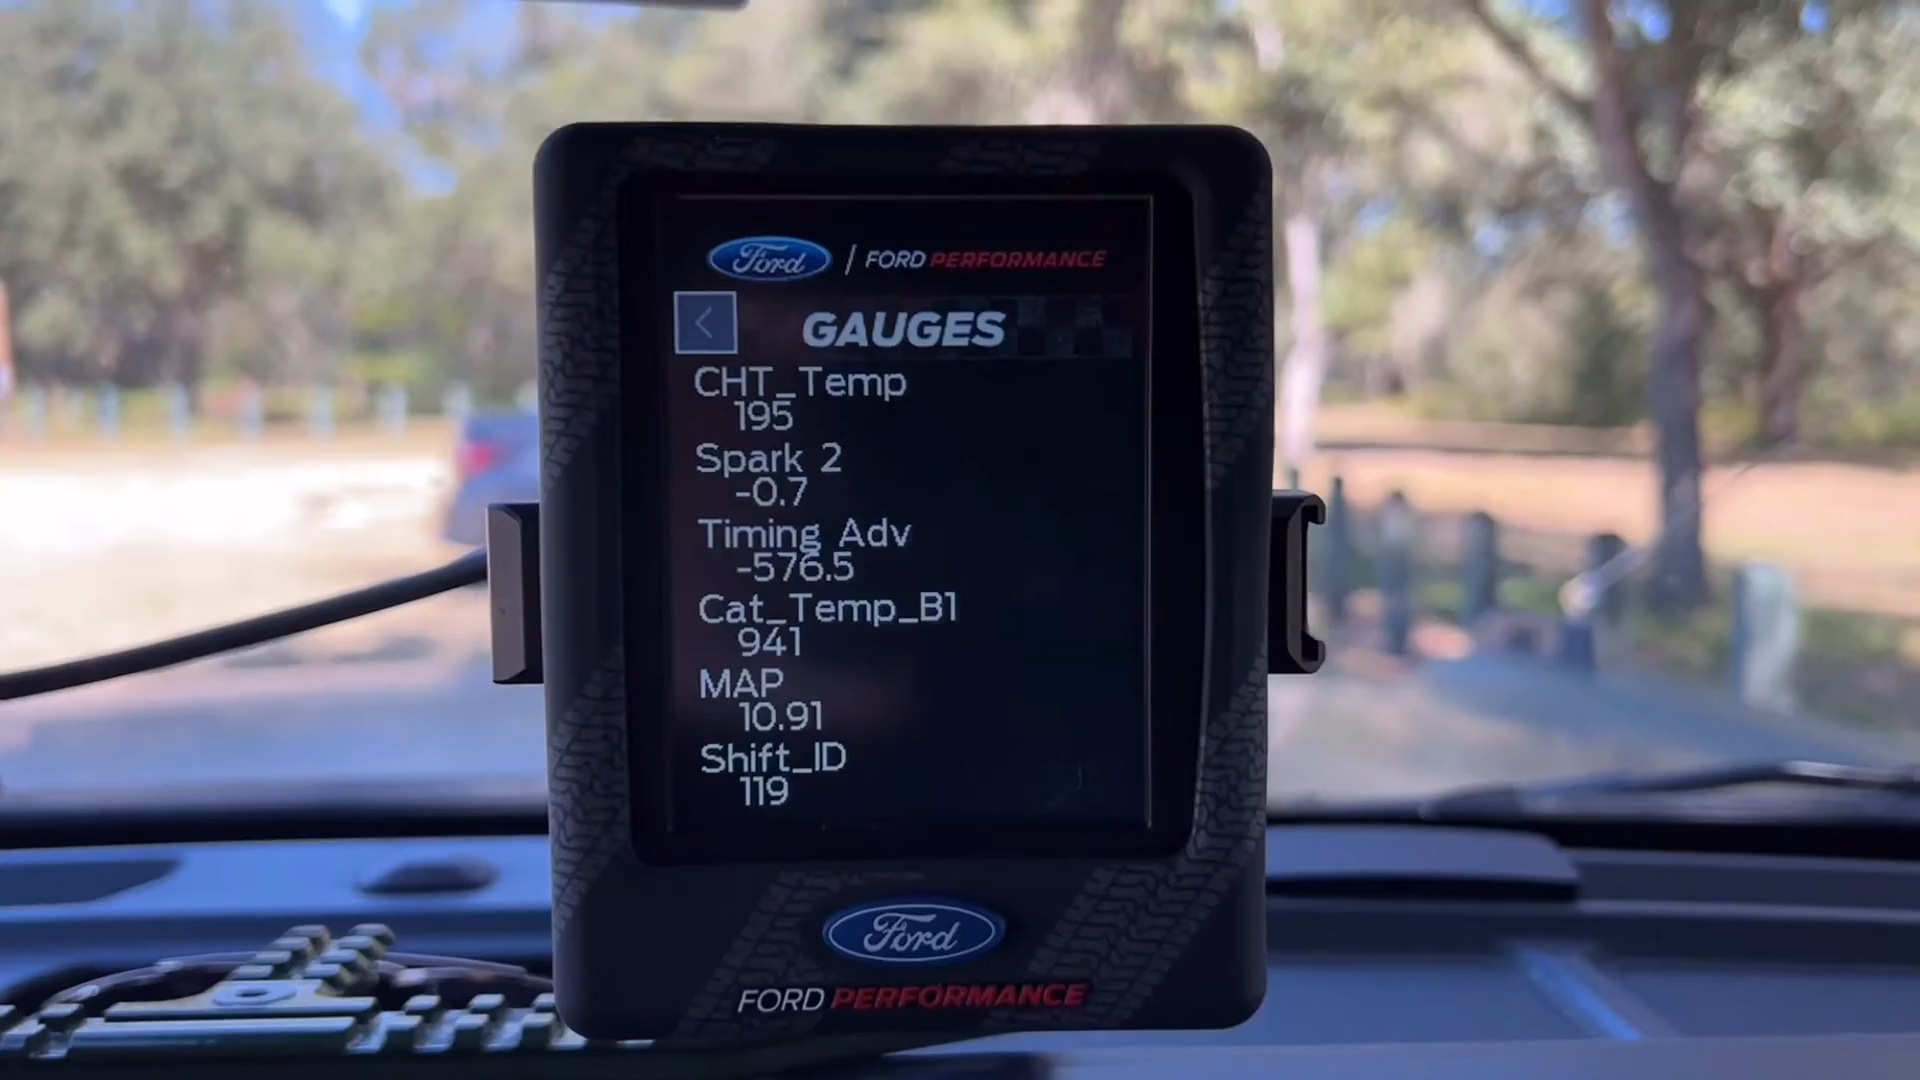 Ford / FORD PERFORMANCE
GAUGES
CHT_Temp
195
Spark 2
-0.7
Timing Adv
-576.5
Cat_Temp_B1
941
MAP
10.91
Shift_ID
119
Ford
FORD PERFORMANCE